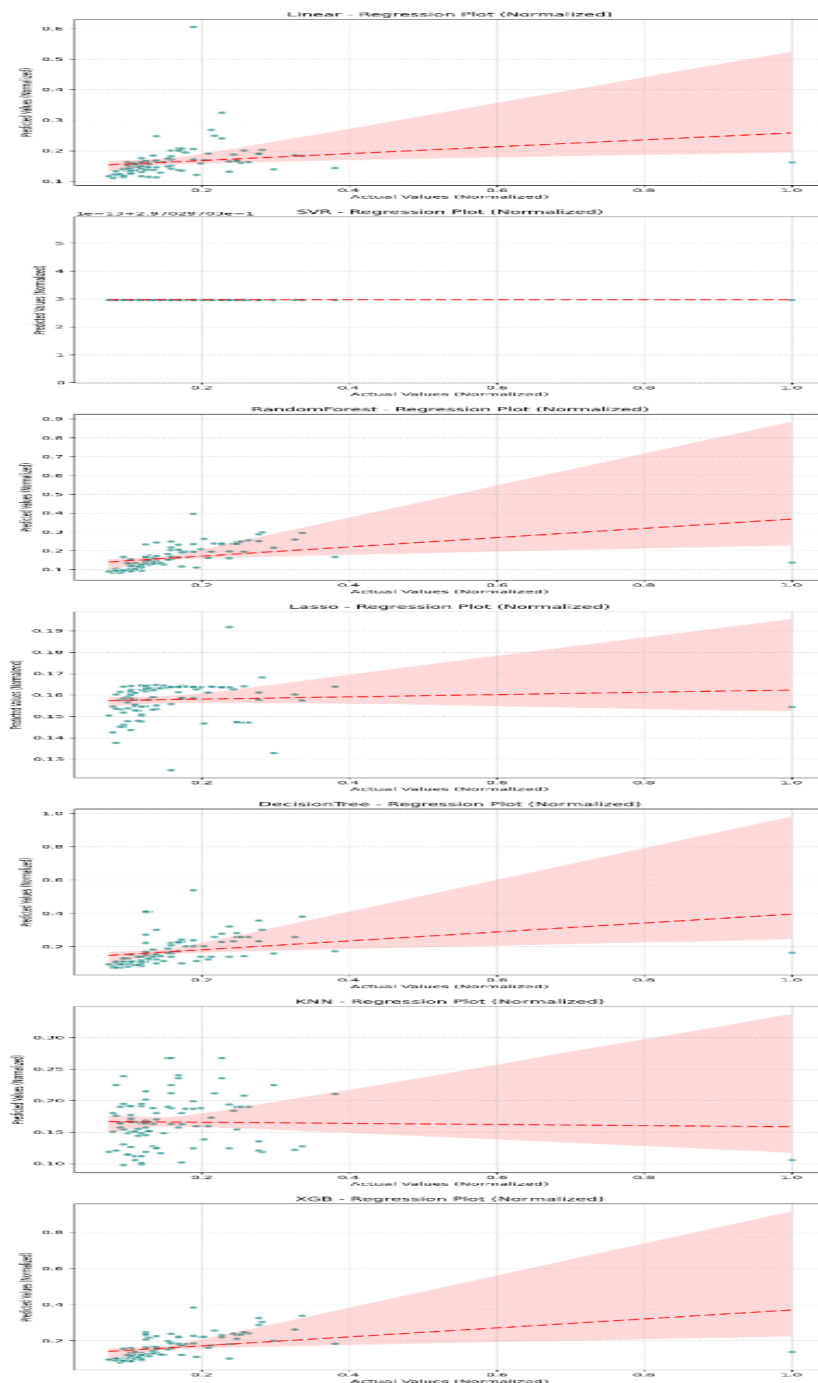 Linear - Regression Plot (Normalized)
Predicted Values (Normalized)
0.6
0.5
0.4
0.3
0.2
0.1
0.2 0.4 0.6 0.8 1.0
Actual Values (Normalized)
SVR - Regression Plot (Normalized)
1e−13+2.97029703e−1
Predicted Values (Normalized)
5
4
3
2
1
0
0.2 0.4 0.6 0.8 1.0
Actual Values (Normalized)
RandomForest - Regression Plot (Normalized)
Predicted Values (Normalized)
0.9
0.8
0.7
0.6
0.5
0.4
0.3
0.2
0.1
0.2 0.4 0.6 0.8 1.0
Actual Values (Normalized)
Lasso - Regression Plot (Normalized)
Predicted Values (Normalized)
0.19
0.18
0.17
0.16
0.15
0.14
0.13
0.2 0.4 0.6 0.8 1.0
Actual Values (Normalized)
DecisionTree - Regression Plot (Normalized)
Predicted Values (Normalized)
1.0
0.8
0.6
0.4
0.2
0.2 0.4 0.6 0.8 1.0
Actual Values (Normalized)
KNN - Regression Plot (Normalized)
Predicted Values (Normalized)
0.30
0.25
0.20
0.15
0.10
0.2 0.4 0.6 0.8 1.0
Actual Values (Normalized)
XGB - Regression Plot (Normalized)
Predicted Values (Normalized)
0.8
0.6
0.4
0.2
0.2 0.4 0.6 0.8 1.0
Actual Values (Normalized)